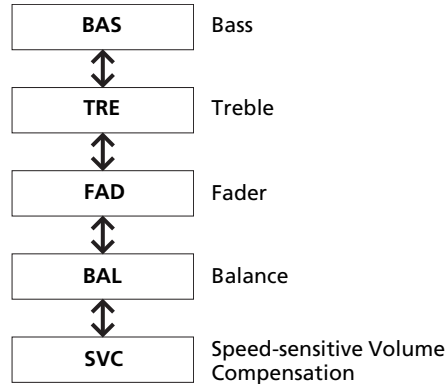 BAS Bass
TRE Treble
FAD Fader
BAL Balance
SVC Speed-sensitive Volume
Compensation